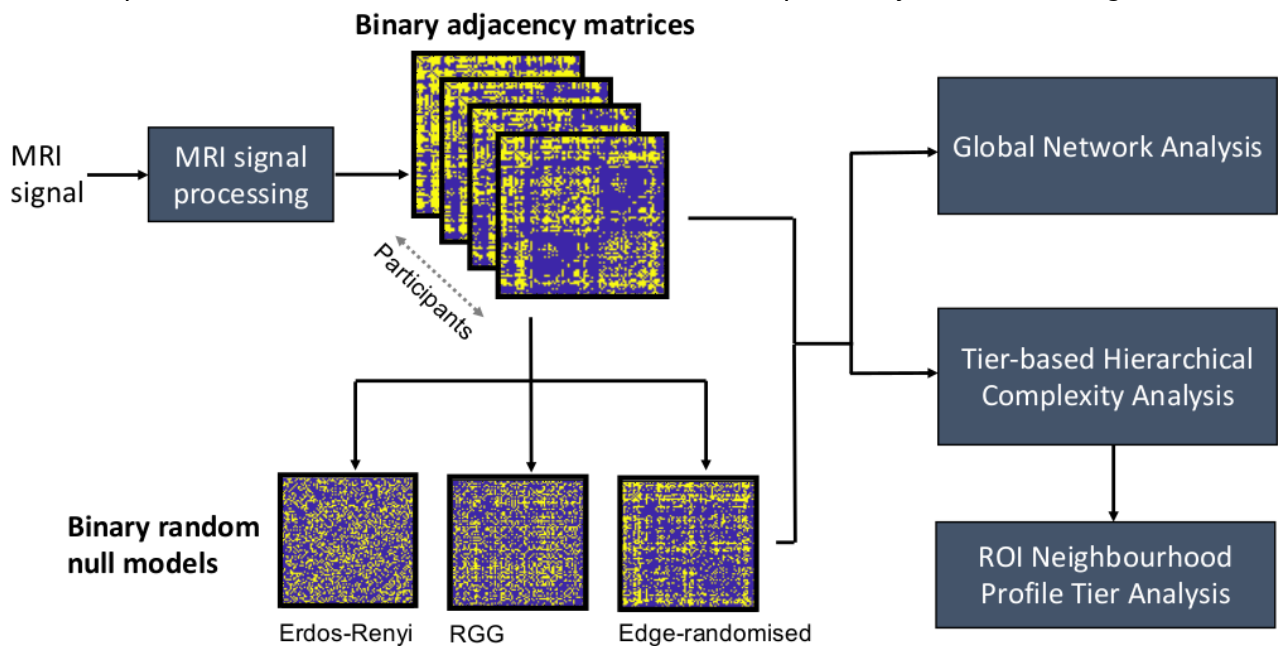 Binary adjacency matrices
MRI
signal
MRI signal
processing
Participants
Global Network Analysis
Tier-based Hierarchical
Complexity Analysis
Binary random
null models
ROI Neighbourhood
Profile Tier Analysis
Erdos-Renyi
RGG
Edge-randomised